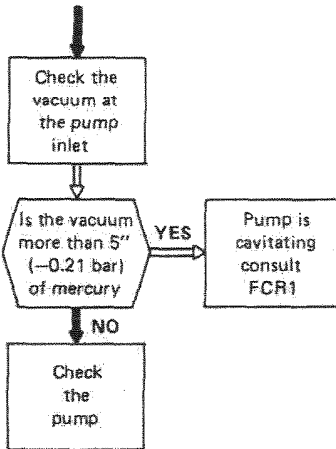 Check the
vacuum at
the pump
inlet
Is the vacuum
more than 5"
(—0.21 bar)
of mercury
YES
Pump is
cavitating
consult
FCR1
NO
Check
the
pump